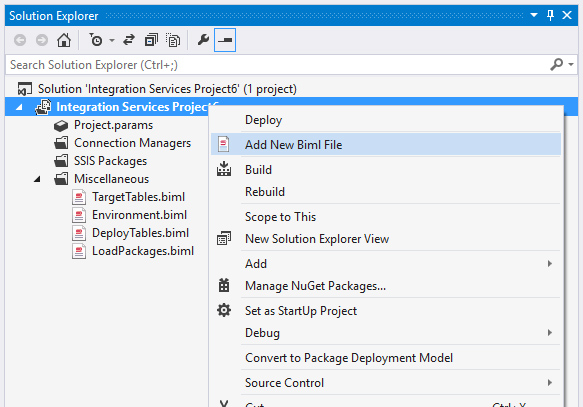 Solution Explorer
Search Solution Explorer (Ctrl+;)
Solution 'Integration Services Project6' (1 project)
Integration Services Project6
Project.params
Connection Managers
SSIS Packages
Miscellaneous
TargetTables.biml
Environment.biml
DeployTables.biml
LoadPackages.biml
Deploy
Add New Biml File
Build
Rebuild
Scope to This
New Solution Explorer View
Add
Manage NuGet Packages...
Set as StartUp Project
Debug
Convert to Package Deployment Model
Source Control
Cut Ctrl+X